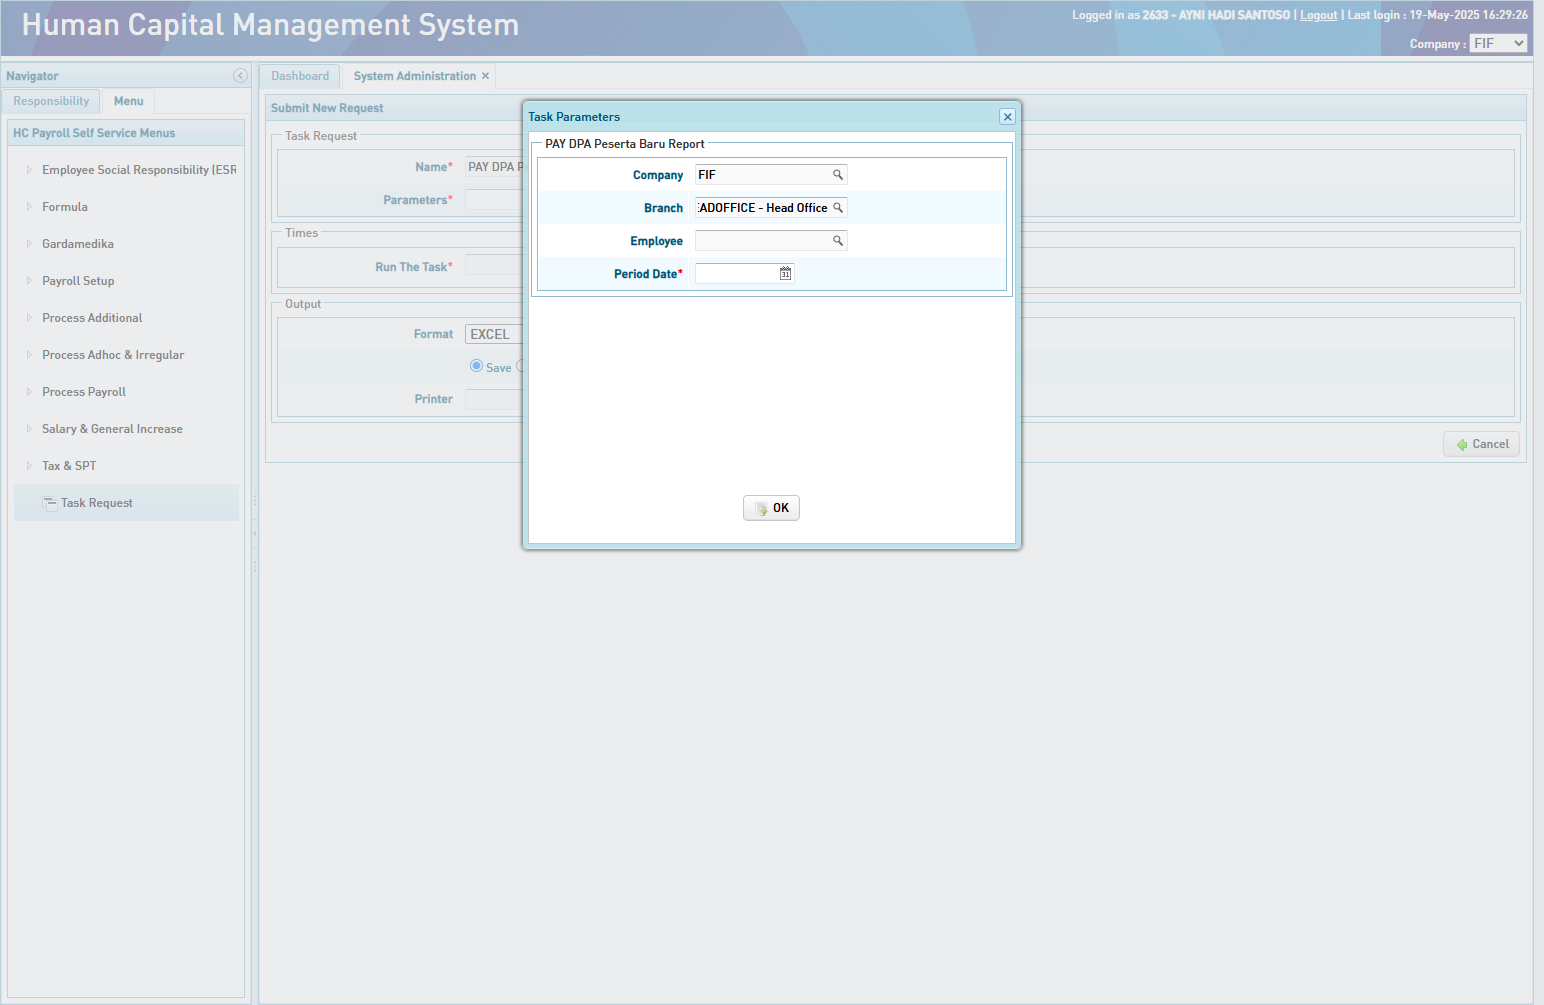 Human Capital Management System
Logged in as 2633 - AYNI HADI SANTOSO | Logout | Last login : 19-May-2025 16:29:26
Company : FIF
Navigator
Responsibility
Menu
HC Payroll Self Service Menus
Employee Social Responsibility (ESR
Formula
Gardamedika
Payroll Setup
Process Additional
Process Adhoc & Irregular
Process Payroll
Salary & General Increase
Tax & SPT
Task Request
Dashboard
System Administration
Submit New Request
Task Request
Name*
PAY DPA P
Parameters*
Times
Run The Task*
Output
Format
EXCEL
Save
Printer
Cancel
Task Parameters
PAY DPA Peserta Baru Report
Company
FIF
Branch
EADOFFICE - Head Office
Employee
Period Date*
31
OK